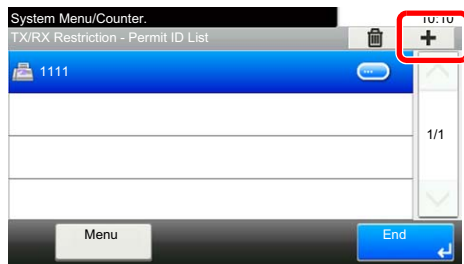 System Menu/Counter.
10:10
TX/RX Restriction - Permit ID List
1111
1/1
Menu
End